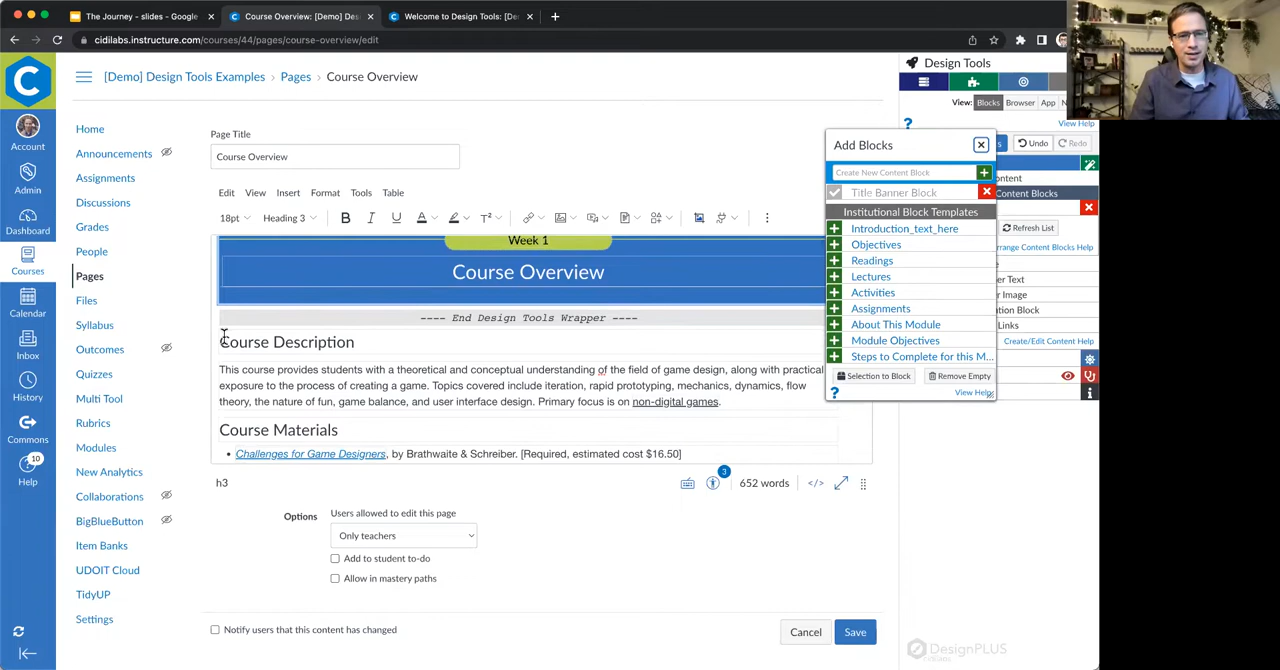 The Journey - slides - Google
Course Overview: [Demo] Des
Welcome to Design Tools: [De
cidilabs.instructure.com/courses/44/pages/course-overview/edit
[Demo] Design Tools Examples
Pages
Course Overview
Account
Admin
Dashboard
Courses
Calendar
Inbox
History
Commons
10
Help
Home
Announcements
Assignments
Discussions
Grades
People
Pages
Files
Syllabus
Outcomes
Quizzes
Multi Tool
Rubrics
Modules
New Analytics
Collaborations
BigBlueButton
Item Banks
UDOIT Cloud
TidyUP
Settings
Page Title
Course Overview
Edit View Insert Format Tools Table
18pt Heading 3 B I U A T²
Week 1
Course Overview
---- End Design Tools Wrapper ----
Course Description
This course provides students with a theoretical and conceptual understanding of the field of game design, along with practical
exposure to the process of creating a game. Topics covered include iteration, rapid prototyping, mechanics, dynamics, flow
theory, the nature of fun, game balance, and user interface design. Primary focus is on non-digital games.
Course Materials
Challenges for Game Designers, by Brathwaite & Schreiber. [Required, estimated cost $16.50]
h3
3
652 words
</>
Options
Users allowed to edit this page
Only teachers
Add to student to-do
Allow in mastery paths
Notify users that this content has changed
Cancel
Save
Design Tools
View: Blocks Browser App N
View Help
s Undo Redo
ontent
ontent Blocks
Refresh List
range Content Blocks Help
e
er Text
r Image
tion Block
Links
Create/Edit Content Help
Add Blocks
Create New Content Block
Title Banner Block
Institutional Block Templates
Introduction_text_here
Objectives
Readings
Lectures
Activities
Assignments
About This Module
Module Objectives
Steps to Complete for this M...
Selection to Block
Remove Empty
View Help
DesignPLUS
CIDILABS